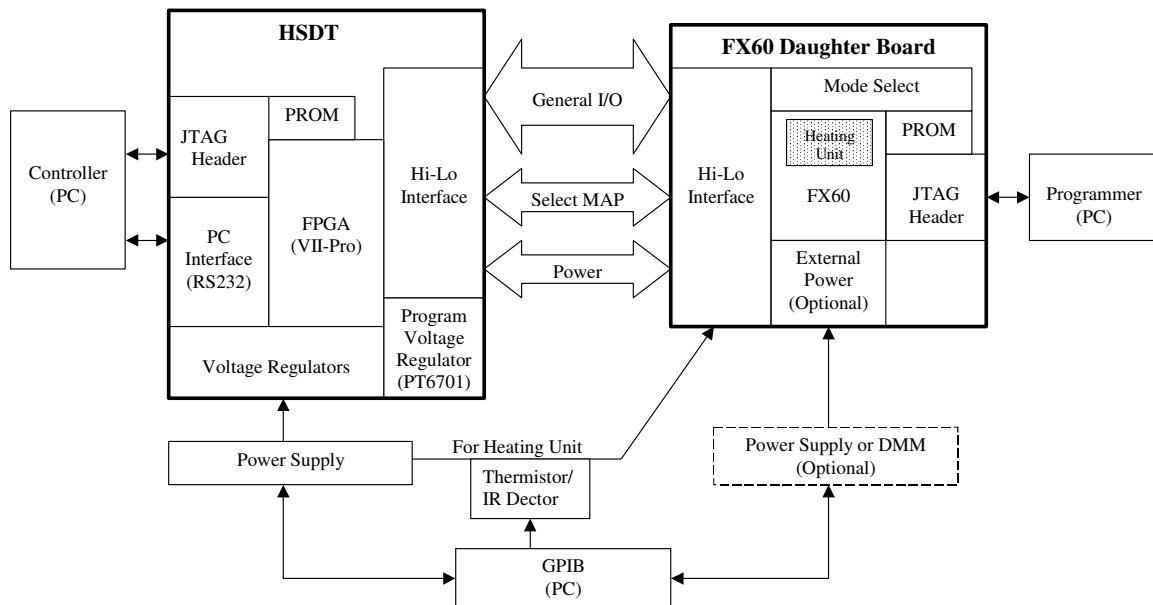 HSDT
FX60 Daughter Board
Controller
(PC)
JTAG
Header
PROM
PC
Interface
(RS232)
FPGA
(VII-Pro)
Hi-Lo
Interface
Voltage Regulators
Program
Voltage
Regulator
(PT6701)
General I/O
Select MAP
Power
Hi-Lo
Interface
Mode Select
Heating
Unit
FX60
PROM
JTAG
Header
External
Power
(Optional)
Programmer
(PC)
Power Supply
For Heating Unit
Thermistor/
IR Dector
Power Supply or DMM
(Optional)
GPIB
(PC)